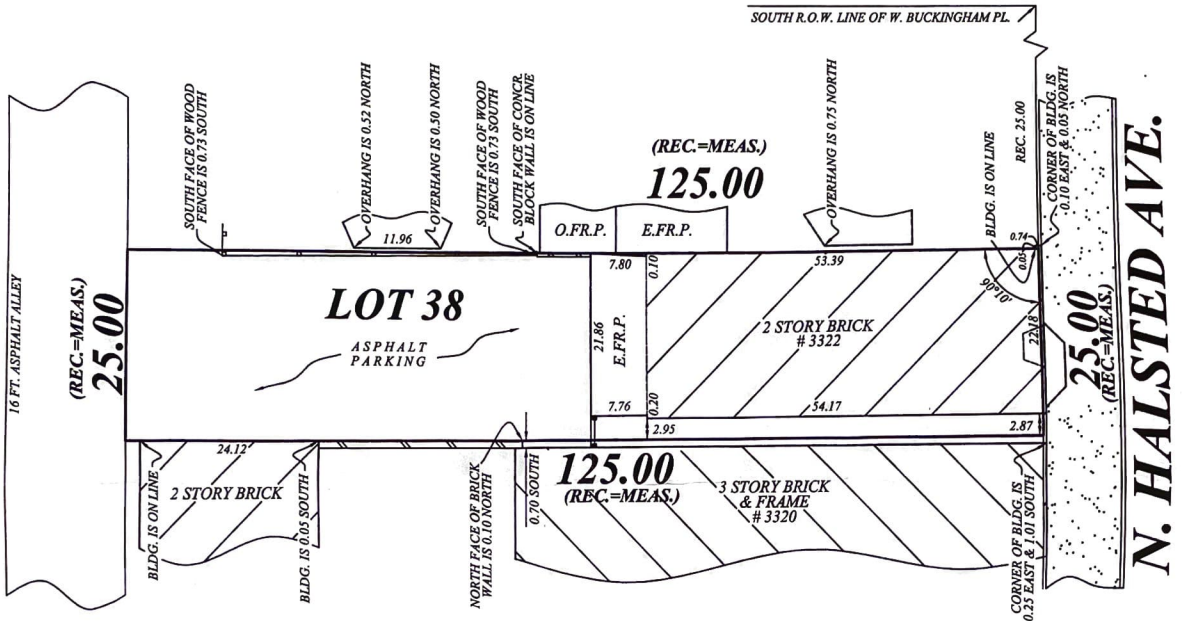 SOUTH R.O.W. LINE OF W. BUCKINGHAM PL.
16 FT. ASPHALT ALLEY
(REC.=MEAS.)
25.00
SOUTH FACE OF WOOD
FENCE IS 0.73 SOUTH
OVERHANG IS 0.52 NORTH
OVERHANG IS 0.50 NORTH
11.96
SOUTH FACE OF WOOD
FENCE IS 0.73 SOUTH
SOUTH FACE OF CONCR.
BLOCK WALL IS ON LINE
(REC.=MEAS.)
125.00
O.FR.P.
E.FR.P.
OVERHANG IS 0.75 NORTH
BLDG. IS ON LINE
REC. 25.00
CORNER OF BLDG. IS
0.10 EAST & 0.05 NORTH
0.74
0.05
90°10'
LOT 38
ASPHALT
PARKING
7.80
0.10
53.39
21.86
E.FR.P.
2 STORY BRICK
# 3322
22.18
7.76
0.20
54.17
2.95
2.87
25.00
(REC.=MEAS.)
N. HALSTED AVE.
BLDG. IS ON LINE
24.12'
2 STORY BRICK
BLDG. IS 0.05 SOUTH
NORTH FACE OF BRICK
WALL IS 0.10 NORTH
0.70 SOUTH
125.00
(REC.=MEAS.)
3 STORY BRICK
& FRAME
# 3320
CORNER OF BLDG. IS
0.25 EAST & 1.01 SOUTH